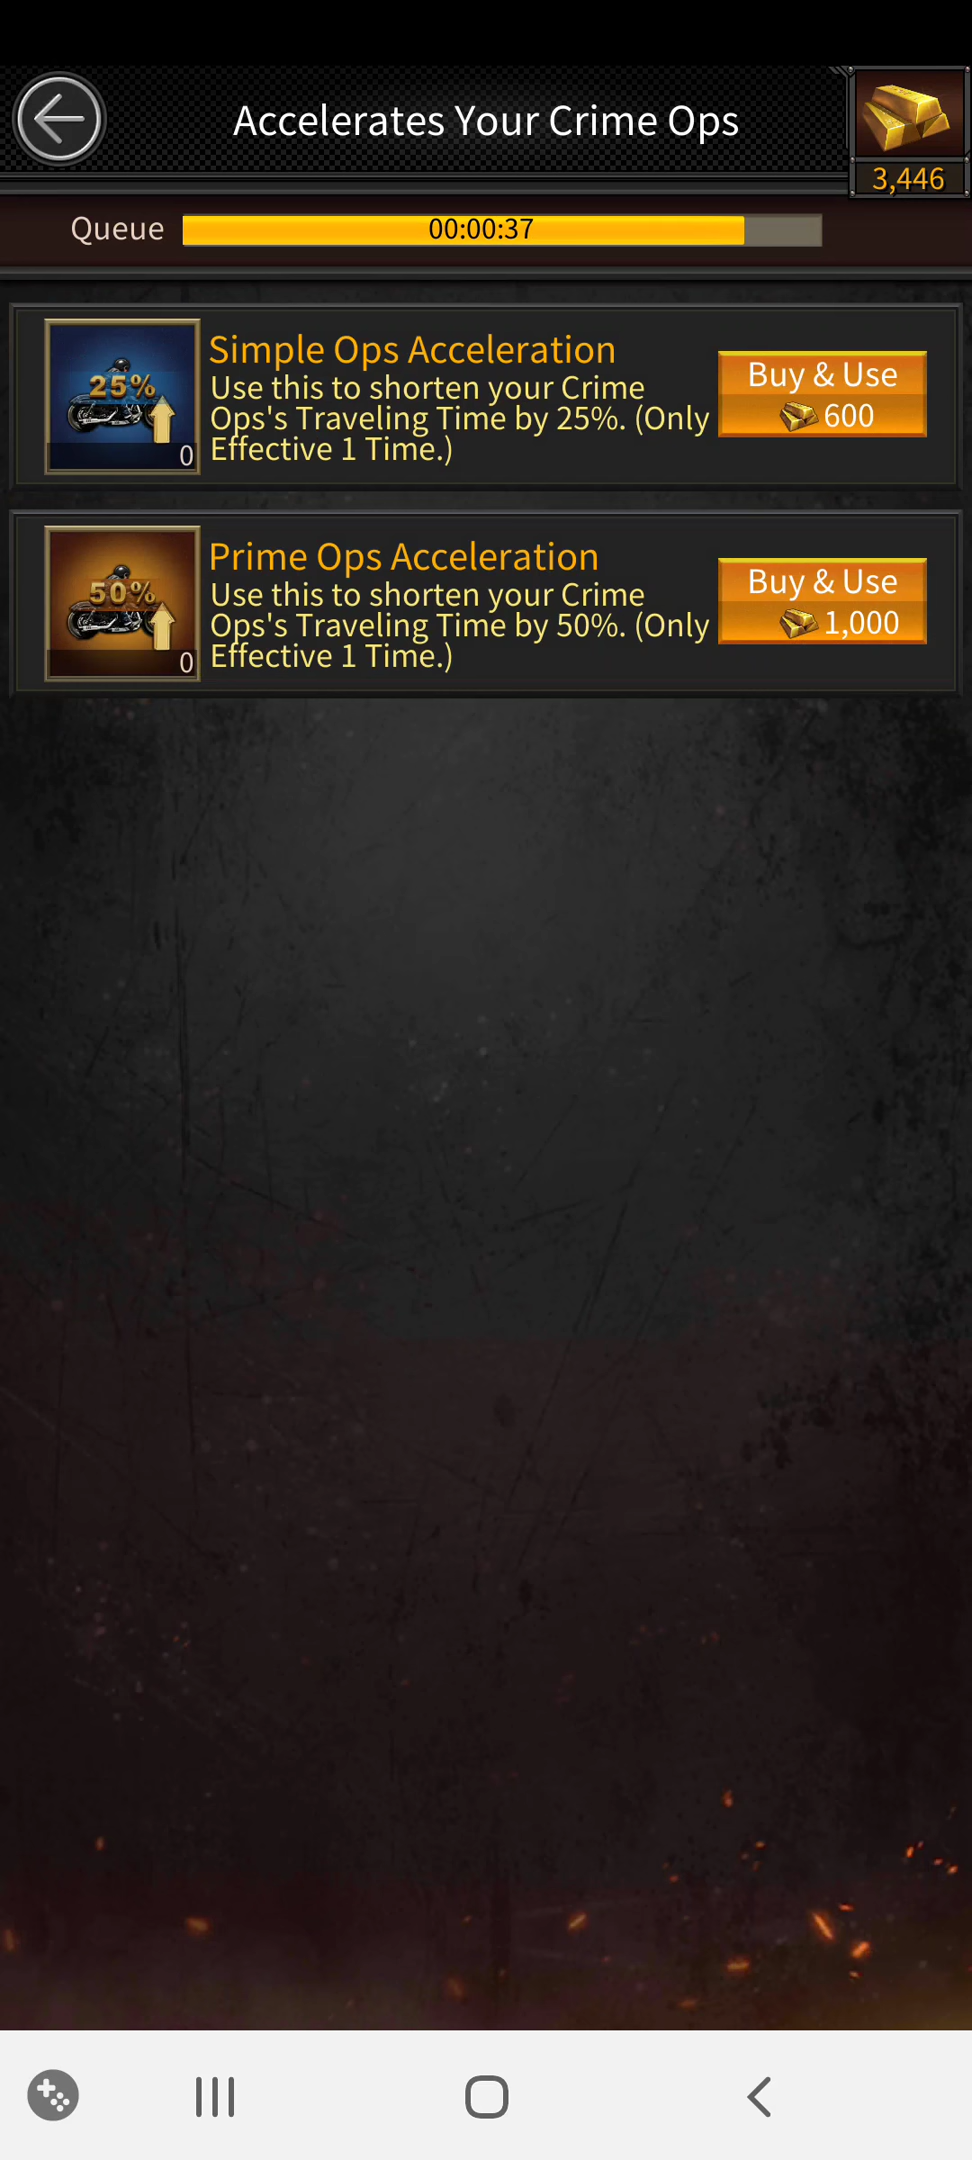 Accelerates Your Crime Ops
3,446
Queue
00:00:37
25%
0
Simple Ops Acceleration
Use this to shorten your Crime
Ops's Traveling Time by 25%. (Only
Effective 1 Time.)
Buy & Use
600
50%
0
Prime Ops Acceleration
Use this to shorten your Crime
Ops's Traveling Time by 50%. (Only
Effective 1 Time.)
Buy & Use
1,000